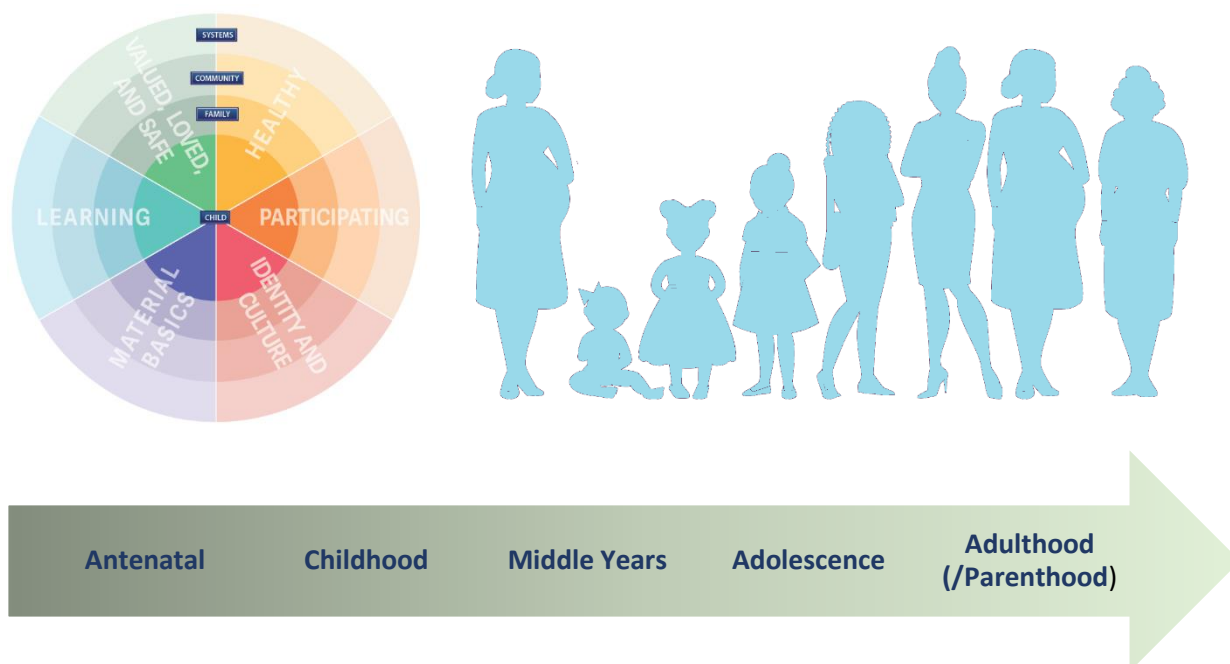 SYSTEMS
COMMUNITY
FAMILY
CHILD
VALUED, LOVED,
AND SAFE
HEALTHY
LEARNING
PARTICIPATING
MATERIAL
BASICS
IDENTITY AND
CULTURE
Antenatal
Childhood
Middle Years
Adolescence
Adulthood
(/Parenthood)